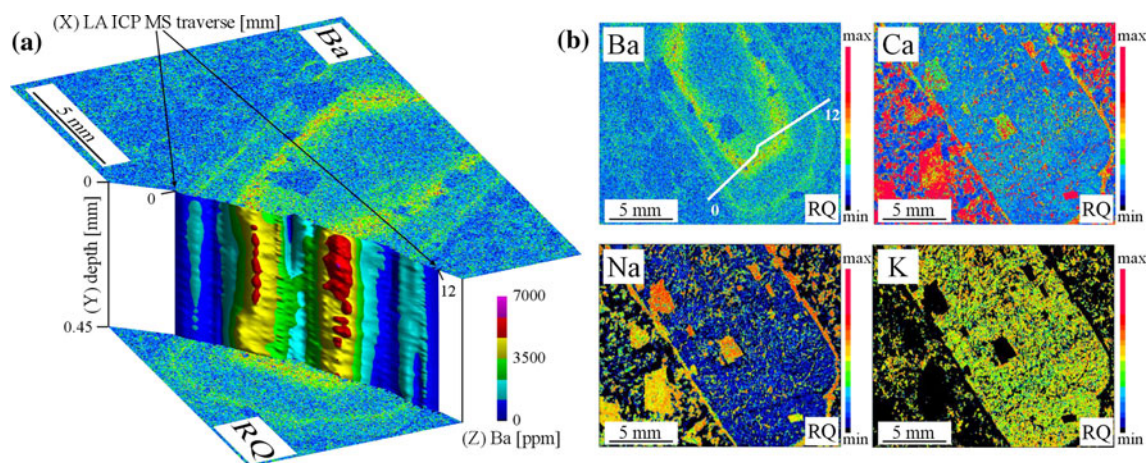 (a)
(X) LA ICP MS traverse [mm]
Ba
5 mm
0
0
(Y) depth [mm]
0.45
12
7000
3500
0
(Z) Ba [ppm]
RQ
(b)
Ba
12
0
5 mm
RQ
Ca
5 mm
RQ
max
min
Na
5 mm
RQ
max
min
K
5 mm
RQ
max
min